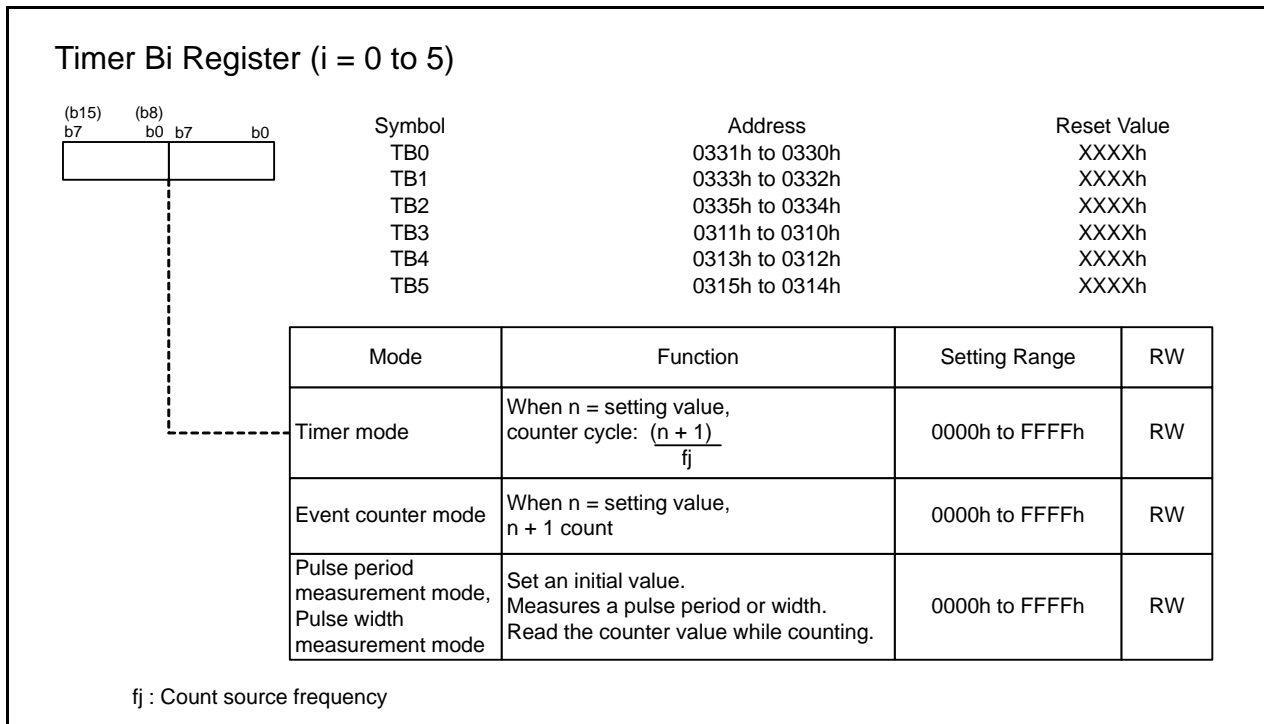 Timer Bi Register (i = 0 to 5)
(b15) (b8)
b7 b0 b7 b0
Symbol Address Reset Value
TB0 0331h to 0330h XXXXh
TB1 0333h to 0332h XXXXh
TB2 0335h to 0334h XXXXh
TB3 0311h to 0310h XXXXh
TB4 0313h to 0312h XXXXh
TB5 0315h to 0314h XXXXh
Mode Function Setting Range RW
Timer mode
When n = setting value,
counter cycle: (n + 1)
fj
0000h to FFFFh RW
Event counter mode
When n = setting value,
n + 1 count
0000h to FFFFh RW
Pulse period
measurement mode,
Pulse width
measurement mode
Set an initial value.
Measures a pulse period or width.
Read the counter value while counting.
0000h to FFFFh RW
fj : Count source frequency